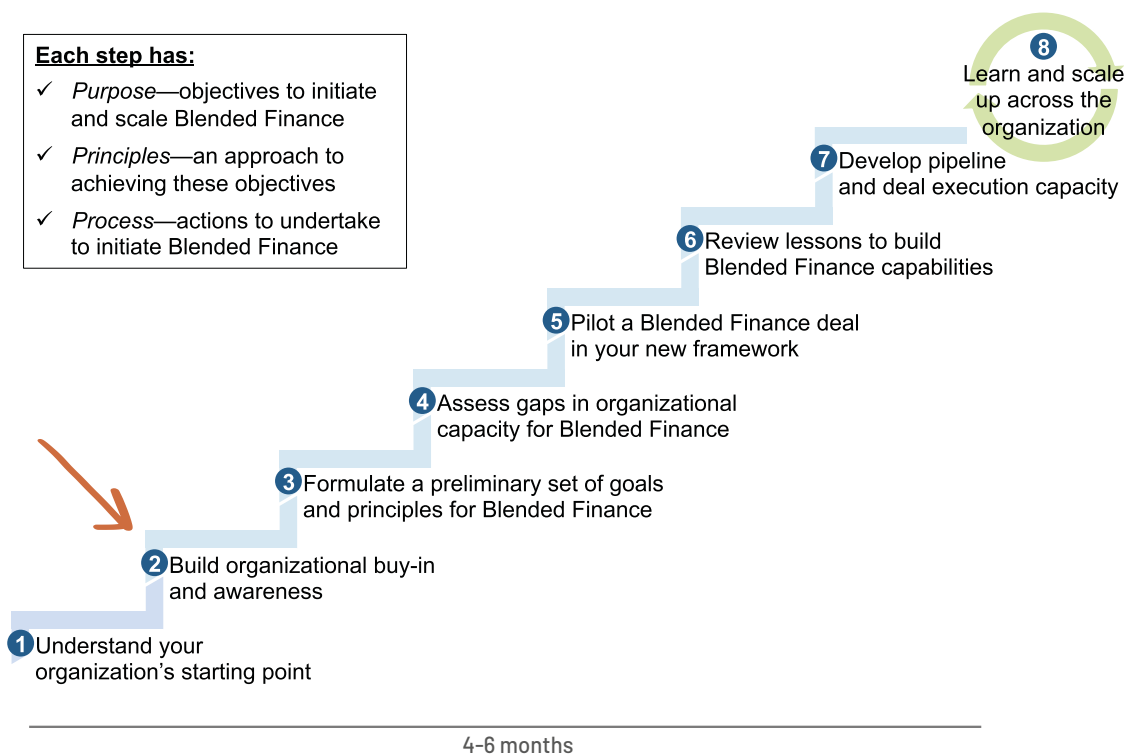 Each step has:
✓ Purpose—objectives to initiate
and scale Blended Finance
✓ Principles—an approach to
achieving these objectives
✓ Process—actions to undertake
to initiate Blended Finance
8
Learn and scale
up across the
organization
7 Develop pipeline
and deal execution capacity
6 Review lessons to build
Blended Finance capabilities
5 Pilot a Blended Finance deal
in your new framework
4 Assess gaps in organizational
capacity for Blended Finance
3 Formulate a preliminary set of goals
and principles for Blended Finance
2 Build organizational buy-in
and awareness
1 Understand your
organization’s starting point
4-6 months